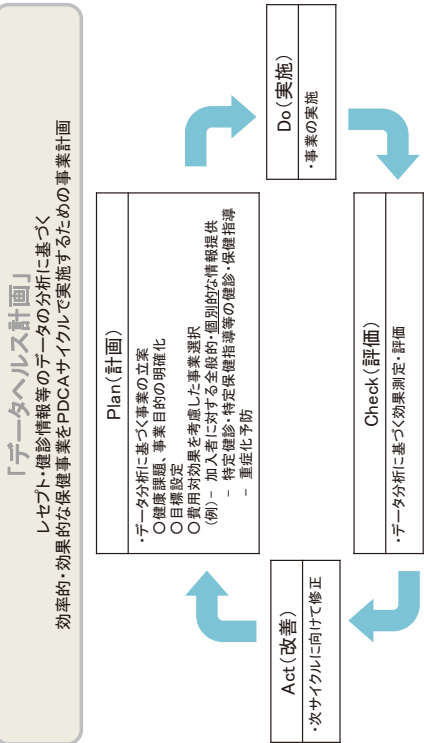 「データヘルス計画」
レセプト・健診情報等のデータの分析に基づく
効率的・効果的な保健事業をPDCAサイクルで実施するための事業計画
Plan(計画)
・データ分析に基づく事業の立案
○健康課題、事業目的の明確化
○目標設定
○費用対効果を考慮した事業選択
(例)− 加入者に対する全般的・個別的な情報提供
− 特定健診・特定保健指導等の健診・保健指導
− 重症化予防
Do(実施)
・事業の実施
Check(評価)
・データ分析に基づく効果測定・評価
Act(改善)
・次サイクルに向けて修正